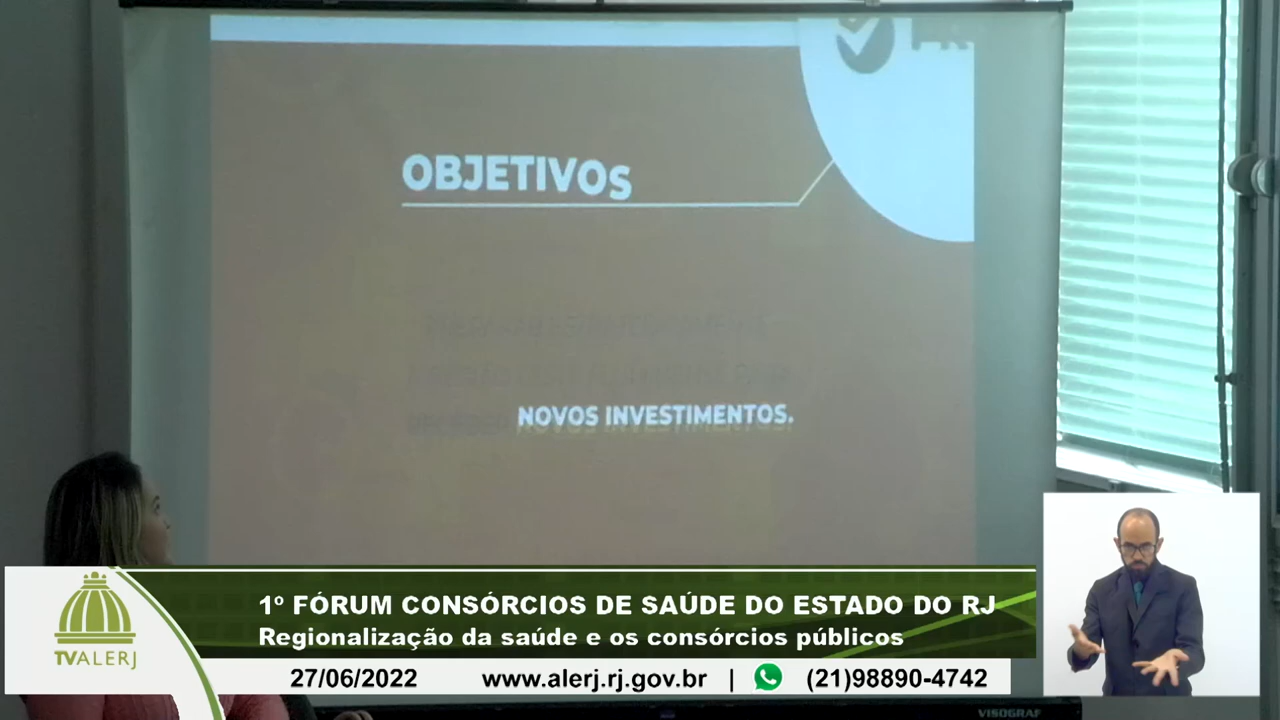 OBJETIVOS
NOVOS INVESTIMENTOS.
1º FÓRUM CONSÓRCIOS DE SAÚDE DO ESTADO DO RJ
Regionalização da saúde e os consórcios públicos
TVALERJ
27/06/2022 www.alerj.rj.gov.br | (21)98890-4742
VISOGRAF